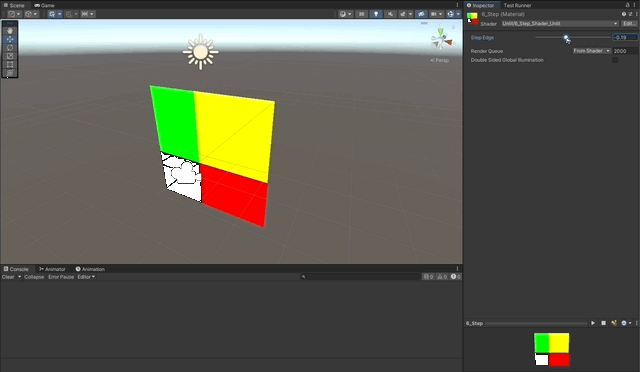 Scene Game
Inspector Test Runner
6_Step (Material)
Shader Unlit/6_Step_Shader_Unlit Edit...
Step Edge -0.19
Render Queue From Shader 2000
Double Sided Global Illumination
Persp
Console Animator Animation
Clear Collapse Error Pause Editor
0 0 0
6_Step